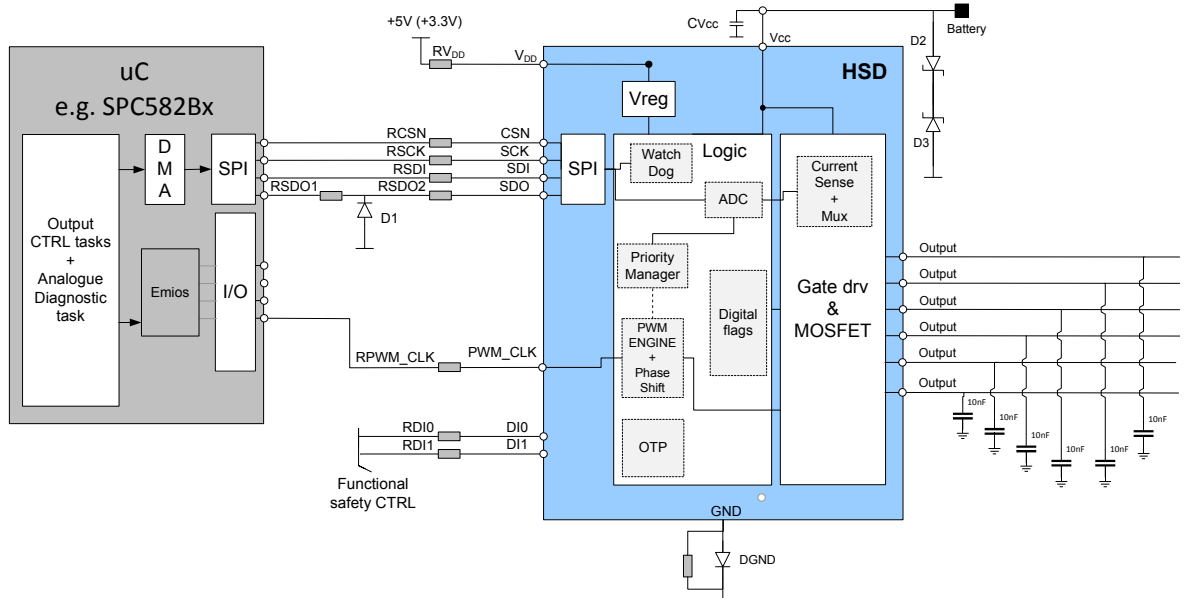 +5V (+3.3V)
CVcc
Battery
Vcc
D2
RVDD
VDD
HSD
uC
e.g. SPC582Bx
Vreg
D3
D
M
A
SPI
RCSN
CSN
RSCK
SCK
RSDI
SDI
RSDO1
RSDO2
SDO
D1
SPI
Logic
Watch
Dog
ADC
Current
Sense
+
Mux
Output
CTRL tasks
+
Analogue
Diagnostic
task
Emios
I/O
Priority
Manager
Digital
flags
Gate drv
&
MOSFET
Output
Output
Output
Output
Output
Output
PWM
ENGINE
+
Phase
Shift
RPWM_CLK
PWM_CLK
10nF
10nF
10nF
10nF
10nF
10nF
RDI0
DI0
RDI1
DI1
OTP
Functional
safety CTRL
GND
DGND